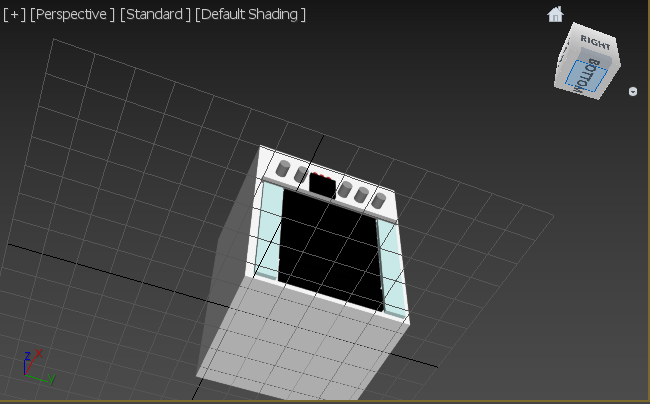 [+] [Perspective ] [Standard ] [Default Shading ]
RIGHT
BOTTOM
z
x
y